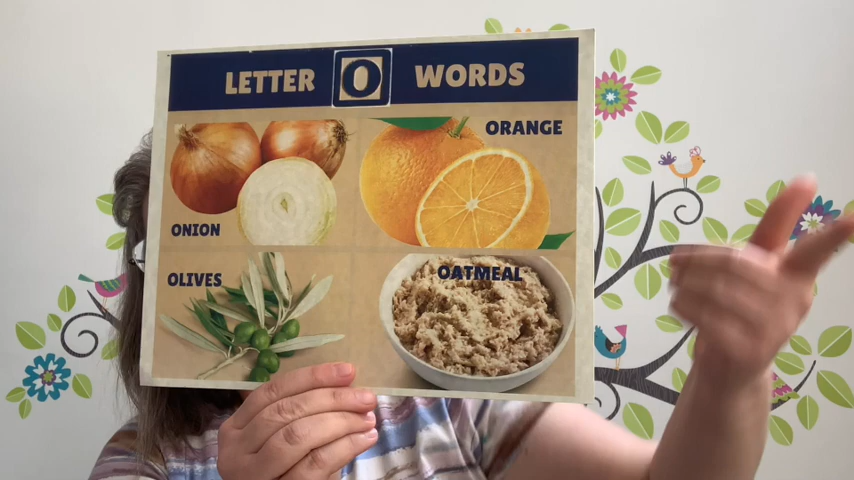 LETTER O WORDS
ORANGE
ONION
OLIVES
OATMEAL